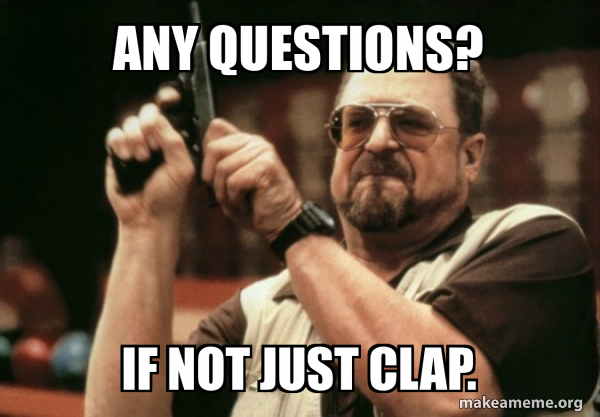 ANY QUESTIONS?
IF NOT JUST CLAP.
makeameme.org